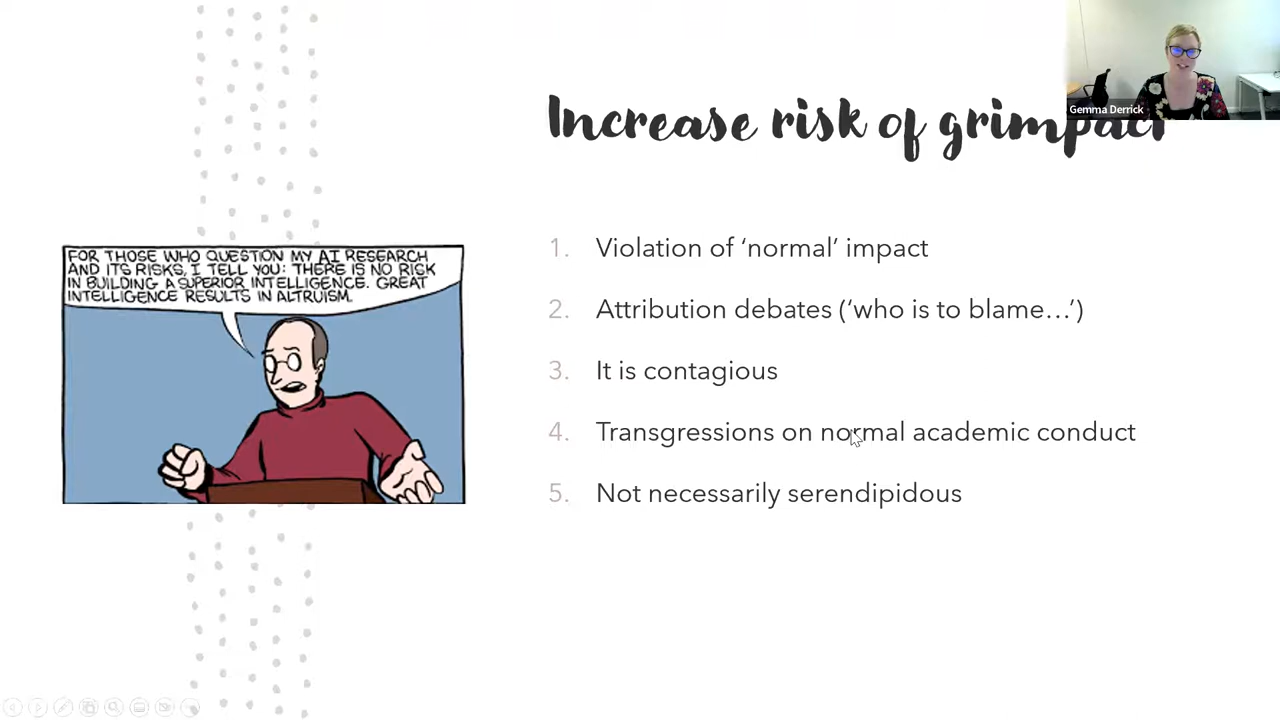 Increase risk of grimpact
Gemma Derrick
FOR THOSE WHO QUESTION MY AI RESEARCH
AND ITS RISKS, I TELL YOU: THERE IS NO RISK
IN BUILDING A SUPERIOR INTELLIGENCE. GREAT
INTELLIGENCE RESULTS IN ALTRUISM.
1. Violation of ‘normal’ impact
2. Attribution debates (‘who is to blame…’)
3. It is contagious
4. Transgressions on normal academic conduct
5. Not necessarily serendipidous